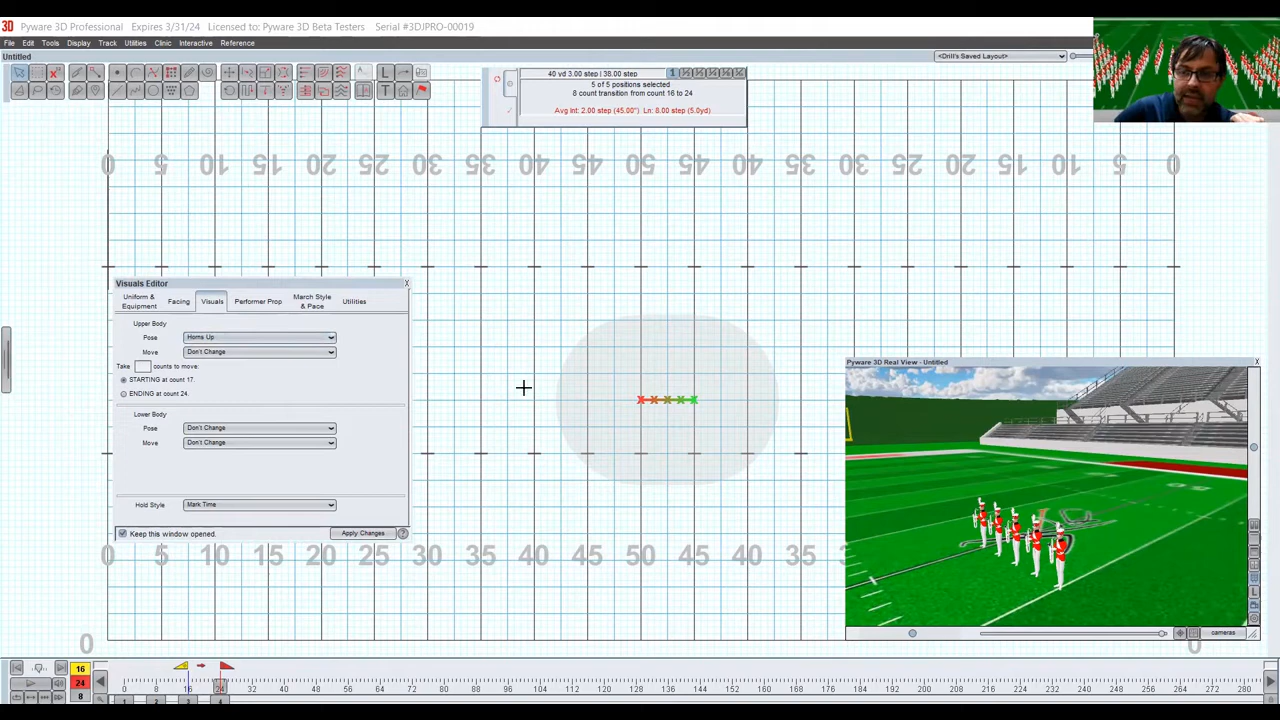 3D Pyware 3D Professional Expires 3/31/24 Licensed to: Pyware 3D Beta Testers Serial #3DJPRO-00019
File Edit Tools Display Track Utilities Clinic Interactive Reference
Untitled
<Drill's Saved Layout>
40 yd 3.00 step | 38.00 step
1
5 of 5 positions selected
8 count transition from count 16 to 24
Avg Int: 2.00 step (45.00") Ln: 8.00 step (5.0yd)
0 5 10 15 20 25 30 35 40 45 50 45 40 35 30 25 20 15 10 5 0
Visuals Editor
Uniform & Equipment Facing Visuals Performer Prop March Style & Pace Utilities
Upper Body
Pose Horns Up
Move Don't Change
Take counts to move:
STARTING at count 17.
ENDING at count 24.
Lower Body
Pose Don't Change
Move Don't Change
Hold Style Mark Time
Keep this window opened. Apply Changes ?
Pyware 3D Real View - Untitled
cameras
0 5 10 15 20 25 30 35 40 45 50 45 40 35 30
0 0
16
24
8
0 8 16 24 32 40 48 56 64 72 80 88 96 104 112 120 128 136 144 152 160 168 176 184 192 200 208 216 224 232 240 248 256 264 272 280
1 2 3 4